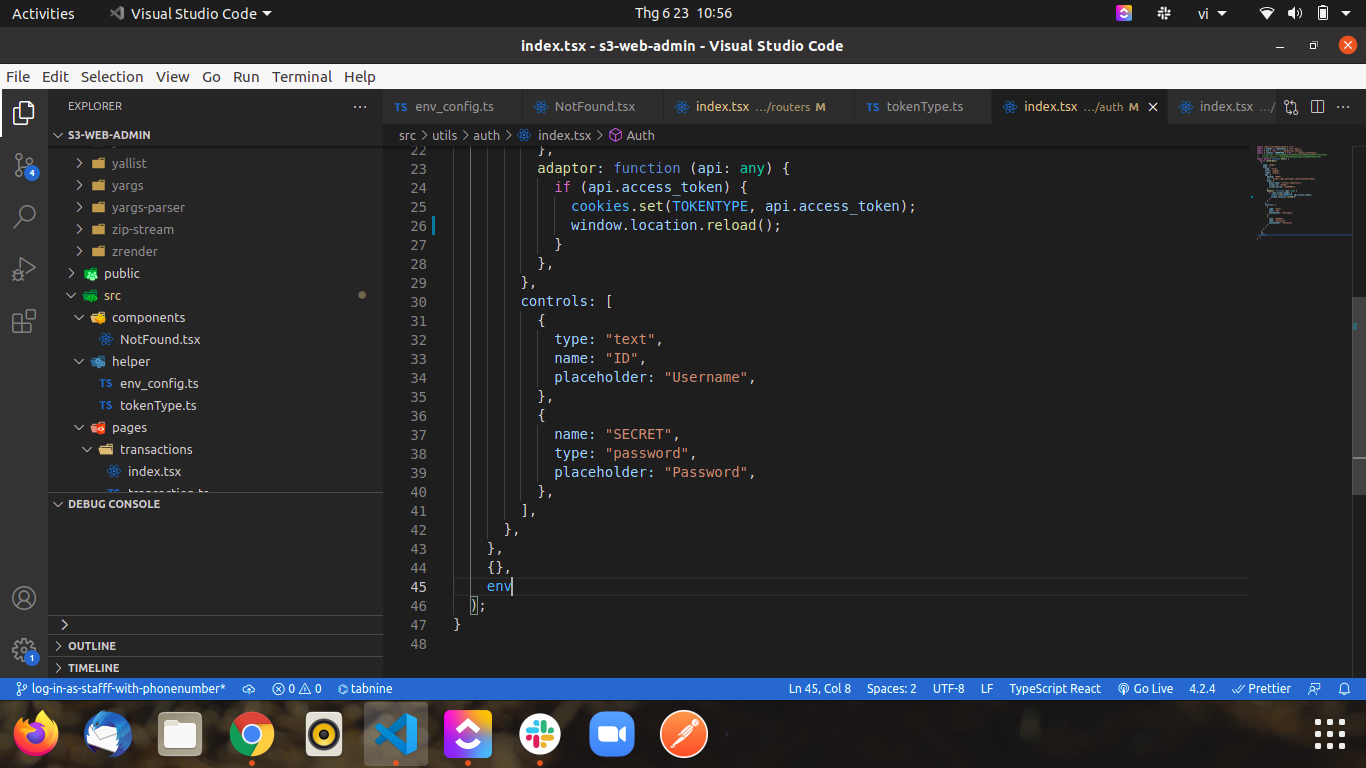 Activities
Visual Studio Code
Thg 6 23 10:56
vi
index.tsx - s3-web-admin - Visual Studio Code
File Edit Selection View Go Run Terminal Help
EXPLORER
env_config.ts
NotFound.tsx
index.tsx .../routers M
tokenType.ts
index.tsx .../auth M
index.tsx .../
src > utils > auth > index.tsx > Auth
S3-WEB-ADMIN
yallist
yargs
yargs-parser
zip-stream
zrender
public
src
components
NotFound.tsx
helper
env_config.ts
tokenType.ts
pages
transactions
index.tsx
transaction.ts
DEBUG CONSOLE
OUTLINE
TIMELINE
4
1
22 },
23 adaptor: function (api: any) {
24 if (api.access_token) {
25 cookies.set(TOKENTYPE, api.access_token);
26 window.location.reload();
27 }
28 },
29 },
30 controls: [
31 {
32 type: "text",
33 name: "ID",
34 placeholder: "Username",
35 },
36 {
37 name: "SECRET",
38 type: "password",
39 placeholder: "Password",
40 },
41 ],
42 },
43 },
44 {},
45 env
46 );
47 }
48
log-in-as-stafff-with-phonenumber*
0 0
tabnine
Ln 45, Col 8
Spaces: 2
UTF-8
LF
TypeScript React
Go Live
4.2.4
Prettier